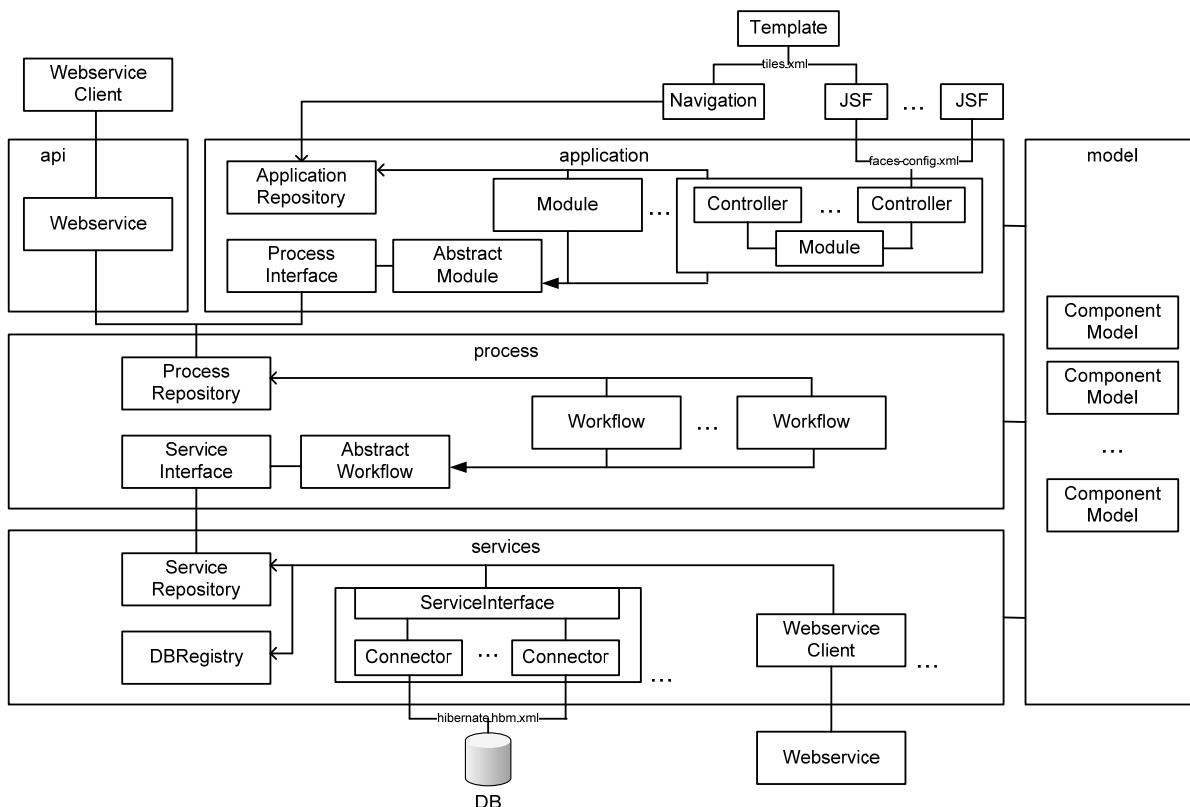 Template
tiles.xml
Webservice
Client
Navigation
JSF
...
JSF
api
application
faces-config.xml
model
Application
Repository
Module
...
Controller
...
Controller
Module
Webservice
Process
Interface
Abstract
Module
Component
Model
Component
Model
...
Component
Model
process
Process
Repository
Workflow
...
Workflow
Service
Interface
Abstract
Workflow
services
Service
Repository
ServiceInterface
DBRegistry
Connector
...
Connector
...
Webservice
Client
...
hibernate.hbm.xml
Webservice
DB